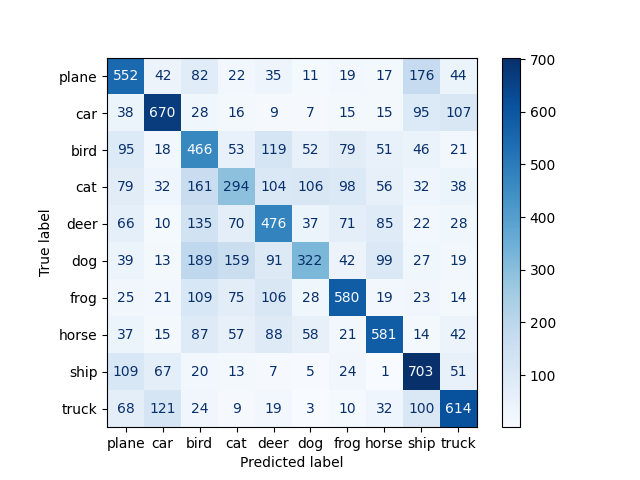 plane 552 42 82 22 35 11 19 17 176 44
car 38 670 28 16 9 7 15 15 95 107
bird 95 18 466 53 119 52 79 51 46 21
cat 79 32 161 294 104 106 98 56 32 38
deer 66 10 135 70 476 37 71 85 22 28
dog 39 13 189 159 91 322 42 99 27 19
frog 25 21 109 75 106 28 580 19 23 14
horse 37 15 87 57 88 58 21 581 14 42
ship 109 67 20 13 7 5 24 1 703 51
truck 68 121 24 9 19 3 10 32 100 614
plane car bird cat deer dog frog horse ship truck
Predicted label
True label
700
600
500
400
300
200
100